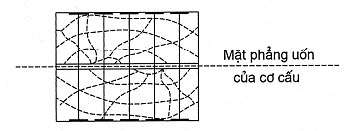 Mặt phẳng uốn
của cơ cấu